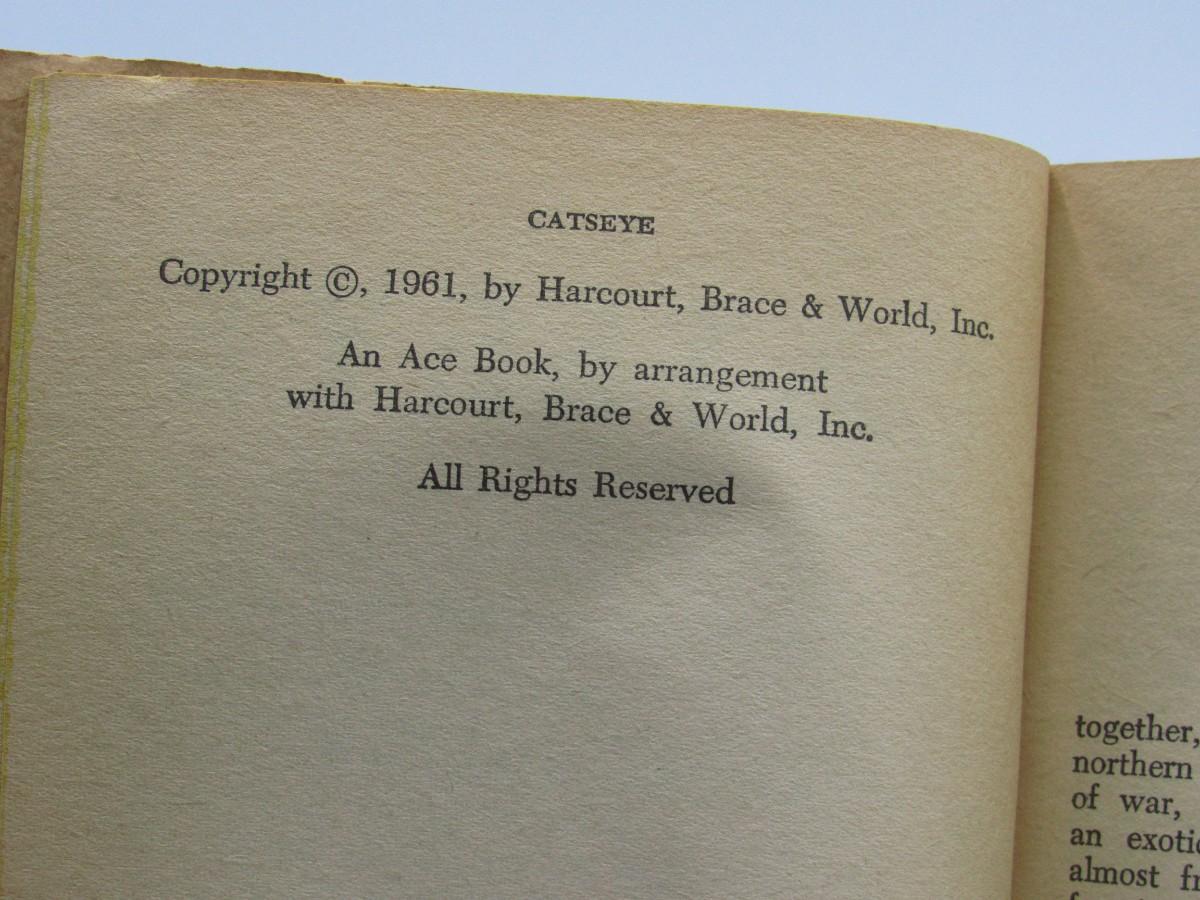 CATSEYE
Copyright ©, 1961, by Harcourt, Brace & World, Inc.
An Ace Book, by arrangement
with Harcourt, Brace & World, Inc.
All Rights Reserved
together,
northern
of war,
an
almost